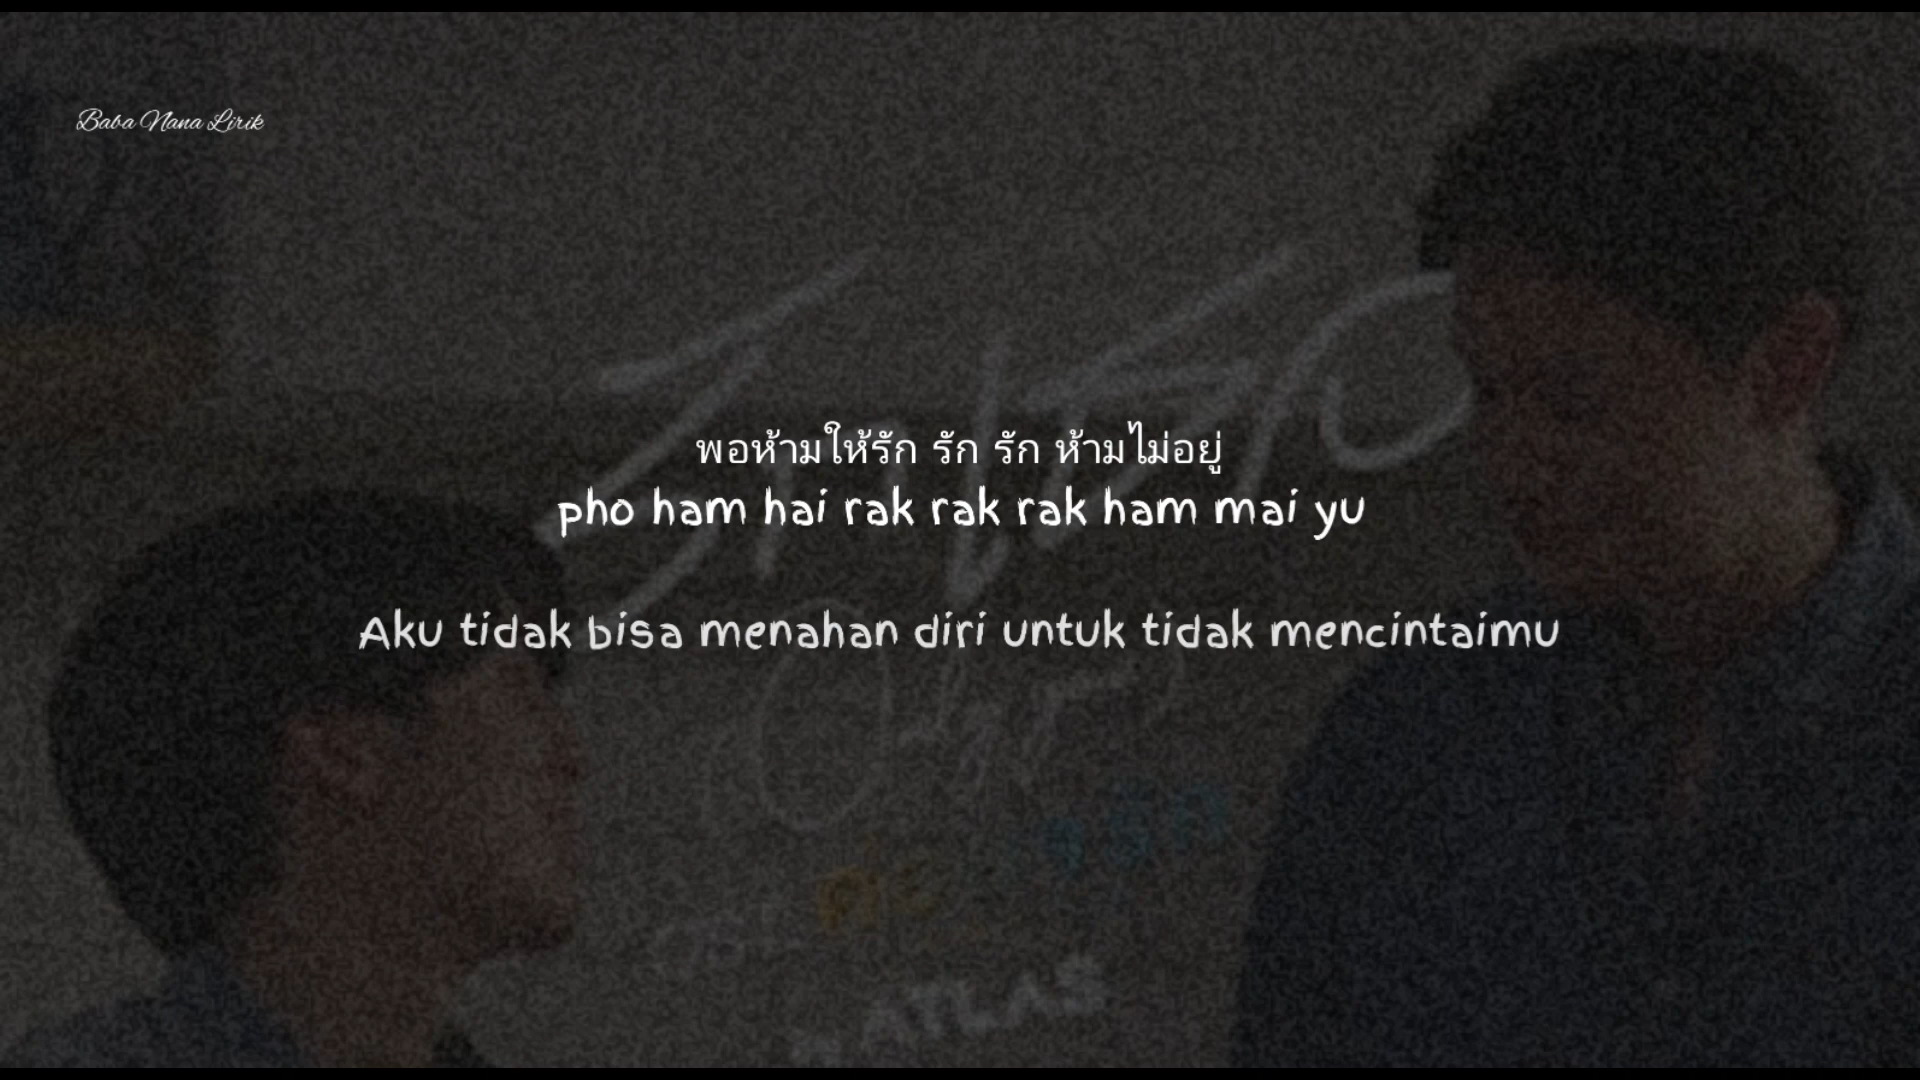 Baba Nana Lirik
พอห้ามให้รัก รัก รัก ห้ามไม่อยู่
pho ham hai rak rak rak ham mai yu
Aku tidak bisa menahan diri untuk tidak mencintaimu
ATLAS